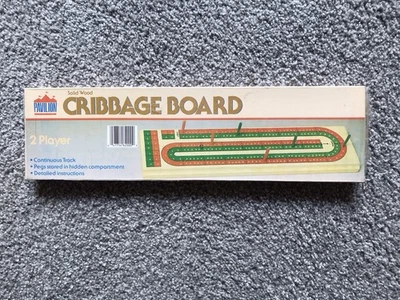 PAVILION
Solid Wood
CRIBBAGE BOARD
2 Player
• Continuous Track
• Pegs stored in hidden compartment
• Detailed instructions